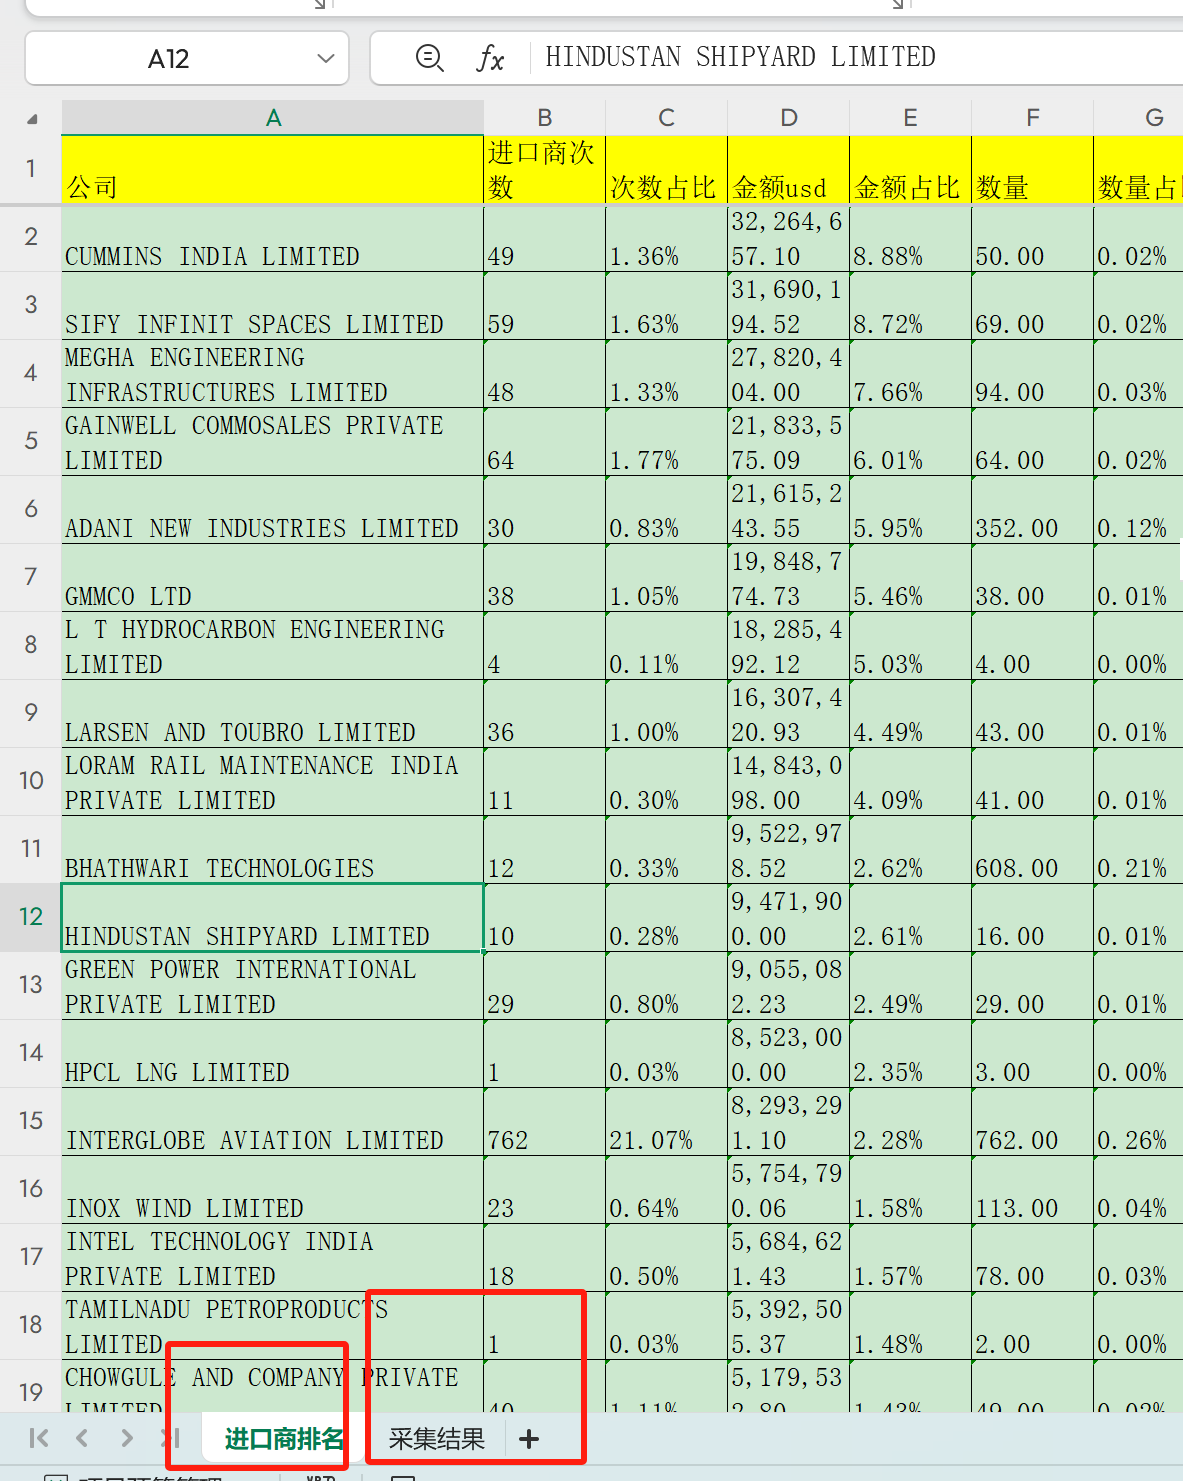 A12
fx HINDUSTAN SHIPYARD LIMITED
A B C D E F G
1 公司 进口商次数 次数占比 金额usd 金额占比 数量 数量占
2 CUMMINS INDIA LIMITED 49 1.36% 32,264,657.10 8.88% 50.00 0.02%
3 SIFY INFINIT SPACES LIMITED 59 1.63% 31,690,194.52 8.72% 69.00 0.02%
4 MEGHA ENGINEERING INFRASTRUCTURES LIMITED 48 1.33% 27,820,404.00 7.66% 94.00 0.03%
5 GAINWELL COMMOSALES PRIVATE LIMITED 64 1.77% 21,833,575.09 6.01% 64.00 0.02%
6 ADANI NEW INDUSTRIES LIMITED 30 0.83% 21,615,243.55 5.95% 352.00 0.12%
7 GMMCO LTD 38 1.05% 19,848,774.73 5.46% 38.00 0.01%
8 L T HYDROCARBON ENGINEERING LIMITED 4 0.11% 18,285,492.12 5.03% 4.00 0.00%
9 LARSEN AND TOUBRO LIMITED 36 1.00% 16,307,420.93 4.49% 43.00 0.01%
10 LORAM RAIL MAINTENANCE INDIA PRIVATE LIMITED 11 0.30% 14,843,098.00 4.09% 41.00 0.01%
11 BHATHWARI TECHNOLOGIES 12 0.33% 9,522,978.52 2.62% 608.00 0.21%
12 HINDUSTAN SHIPYARD LIMITED 10 0.28% 9,471,900.00 2.61% 16.00 0.01%
13 GREEN POWER INTERNATIONAL PRIVATE LIMITED 29 0.80% 9,055,082.23 2.49% 29.00 0.01%
14 HPCL LNG LIMITED 1 0.03% 8,523,000.00 2.35% 3.00 0.00%
15 INTERGLOBE AVIATION LIMITED 762 21.07% 8,293,291.10 2.28% 762.00 0.26%
16 INOX WIND LIMITED 23 0.64% 5,754,790.06 1.58% 113.00 0.04%
17 INTEL TECHNOLOGY INDIA PRIVATE LIMITED 18 0.50% 5,684,621.43 1.57% 78.00 0.03%
18 TAMILNADU PETROPRODUCTS LIMITED 1 0.03% 5,392,505.37 1.48% 2.00 0.00%
19 CHOWGULE AND COMPANY PRIVATE LIMITED 40 1.11% 5,179,532.80 1.43% 49.00 0.02%
进口商排名 采集结果